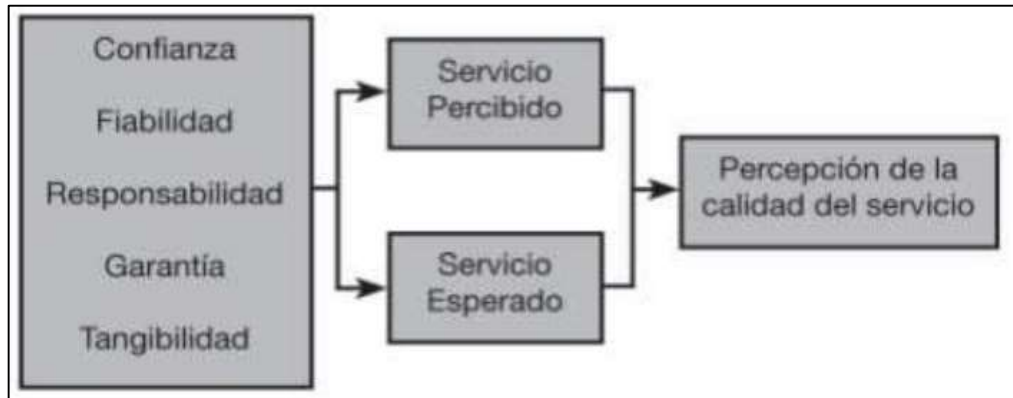 Confianza
Fiabilidad
Responsabilidad
Garantía
Tangibilidad
Servicio
Percibido
Servicio
Esperado
Percepción de la
calidad del servicio